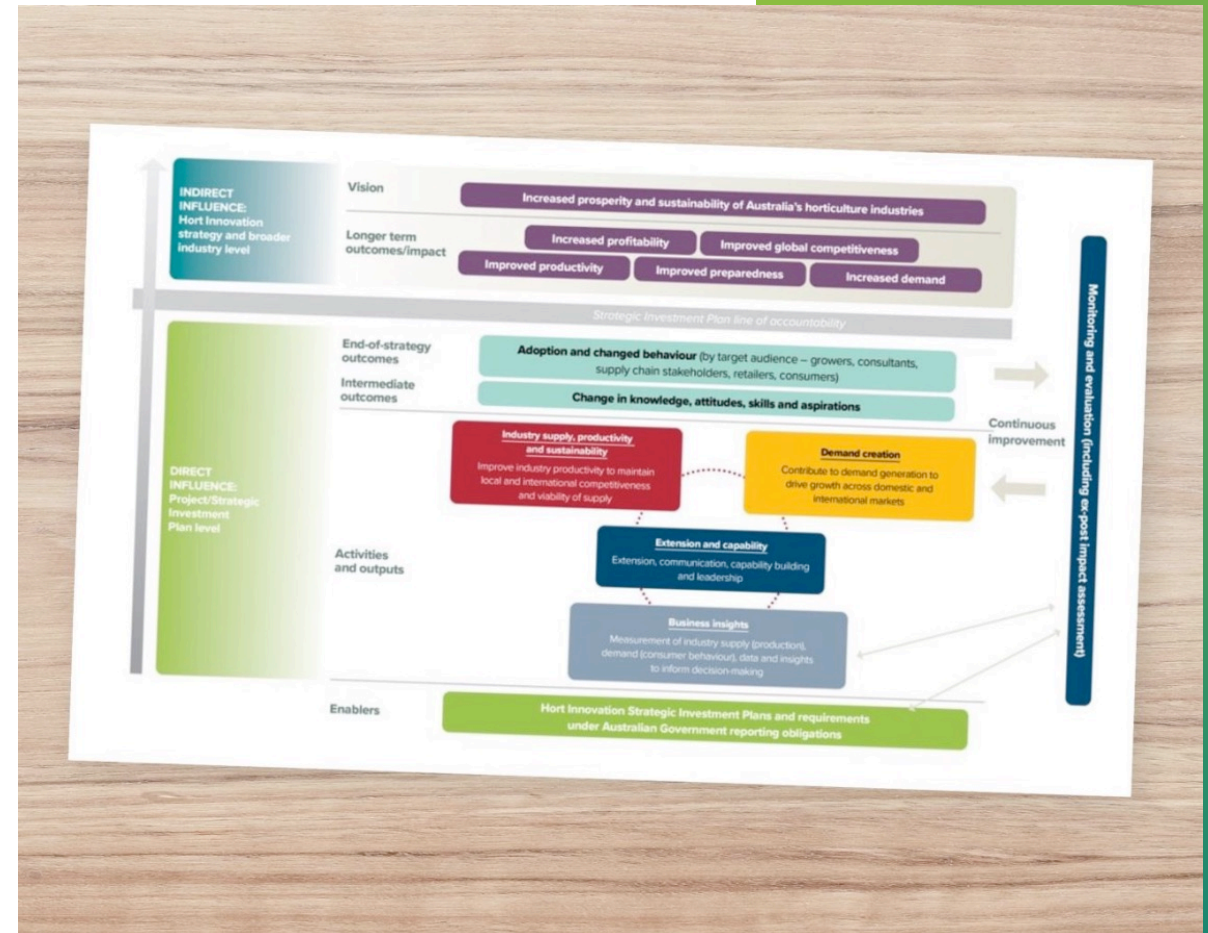 INDIRECT
INFLUENCE:
Hort Innovation
strategy and broader
industry level
Vision
Increased prosperity and sustainability of Australia's horticulture industries
Longer term
outcomes/impact
Increased profitability
Improved global competitiveness
Improved productivity
Improved preparedness
Increased demand
Strategic Investment Plan line of accountability
DIRECT
INFLUENCE:
Project/Strategic
Investment
Plan level
End-of-strategy
outcomes
Adoption and changed behaviour (by target audience – growers, consultants,
supply chain stakeholders, retailers, consumers)
Intermediate
outcomes
Change in knowledge, attitudes, skills and aspirations
Activities
and outputs
Industry supply, productivity
and sustainability
Improve industry productivity to maintain
local and international competitiveness
and viability of supply
Demand creation
Contribute to demand generation to
drive growth across domestic and
international markets
Extension and capability
Extension, communication, capability building
and leadership
Business insights
Measurement of industry supply (production),
demand (consumer behaviour), data and insights
to inform decision-making
Enablers
Hort Innovation Strategic Investment Plans and requirements
under Australian Government reporting obligations
Continuous
improvement
Monitoring and evaluation (including ex-post impact assessment)